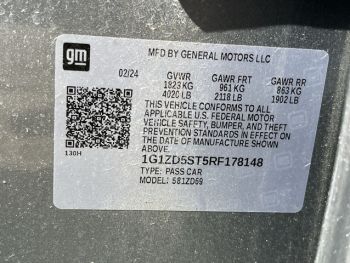 gm
MFD BY GENERAL MOTORS LLC
02/24 GVWR GAWR FRT GAWR RR
1823 KG 961 KG 863 KG
4020 LB 2118 LB 1902 LB
THIS VEHICLE CONFORMS TO ALL
APPLICABLE U.S. FEDERAL MOTOR
VEHICLE SAFETY, BUMPER, AND THEFT
PREVENTION STANDARDS IN EFFECT
ON THE DATE OF MANUFACTURE SHOWN
ABOVE.
130H
1G1ZD5ST5RF178148
TYPE: PASS CAR
MODEL: 581ZD69